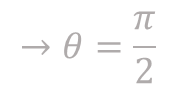 → θ = π/2